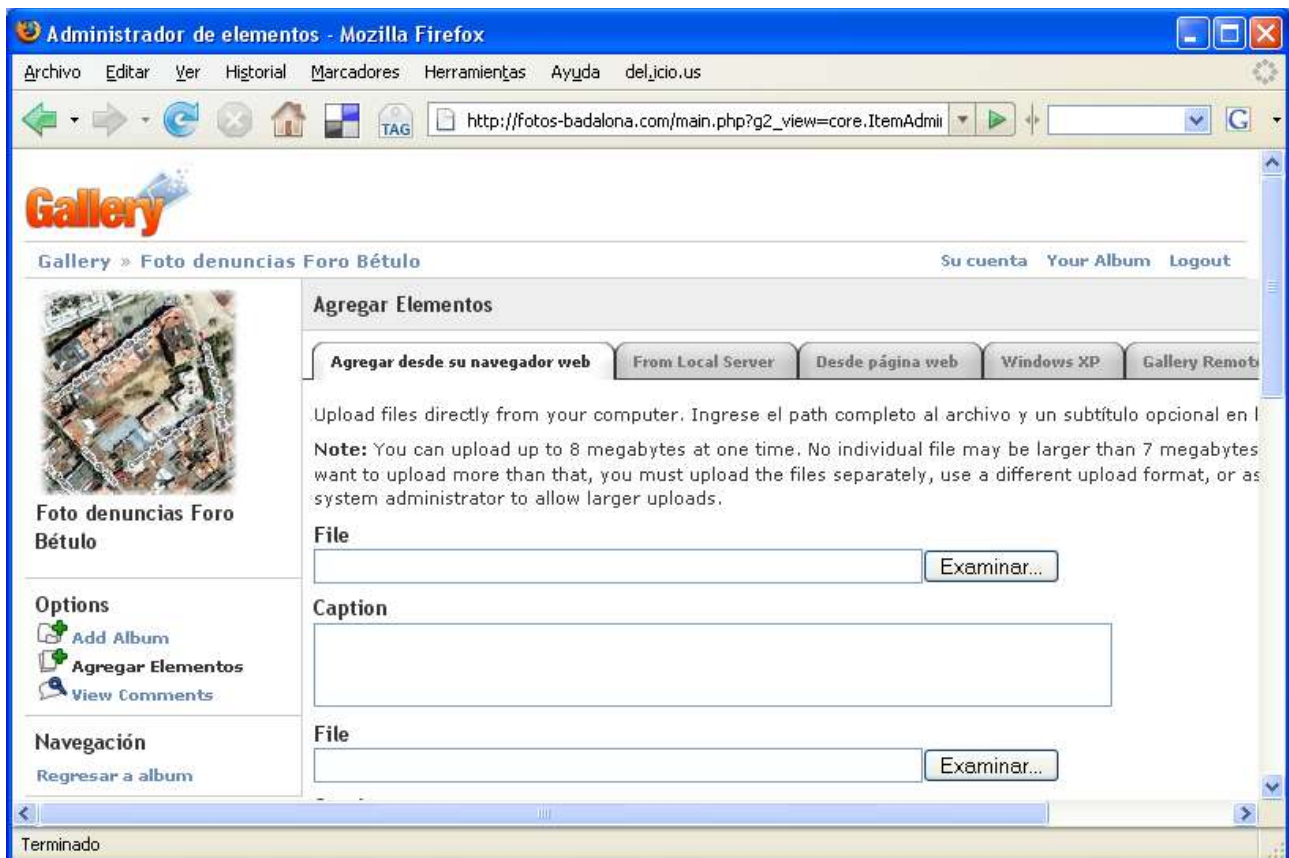 Administrador de elementos - Mozilla Firefox
Archivo Editar Ver Historial Marcadores Herramientas Ayuda del.icio.us
TAG http://fotos-badalona.com/main.php?g2_view=core.ItemAdmi G
Gallery
Gallery » Foto denuncias Foro Bétulo Su cuenta Your Album Logout
Foto denuncias Foro
Bétulo
Options
Add Album
Agregar Elementos
View Comments
Navegación
Regresar a album
Agregar Elementos
Agregar desde su navegador web From Local Server Desde página web Windows XP Gallery Remot
Upload files directly from your computer. Ingrese el path completo al archivo y un subtítulo opcional en l
Note: You can upload up to 8 megabytes at one time. No individual file may be larger than 7 megabytes
want to upload more than that, you must upload the files separately, use a different upload format, or as
system administrator to allow larger uploads.
File
Examinar...
Caption
File
Examinar...
Terminado